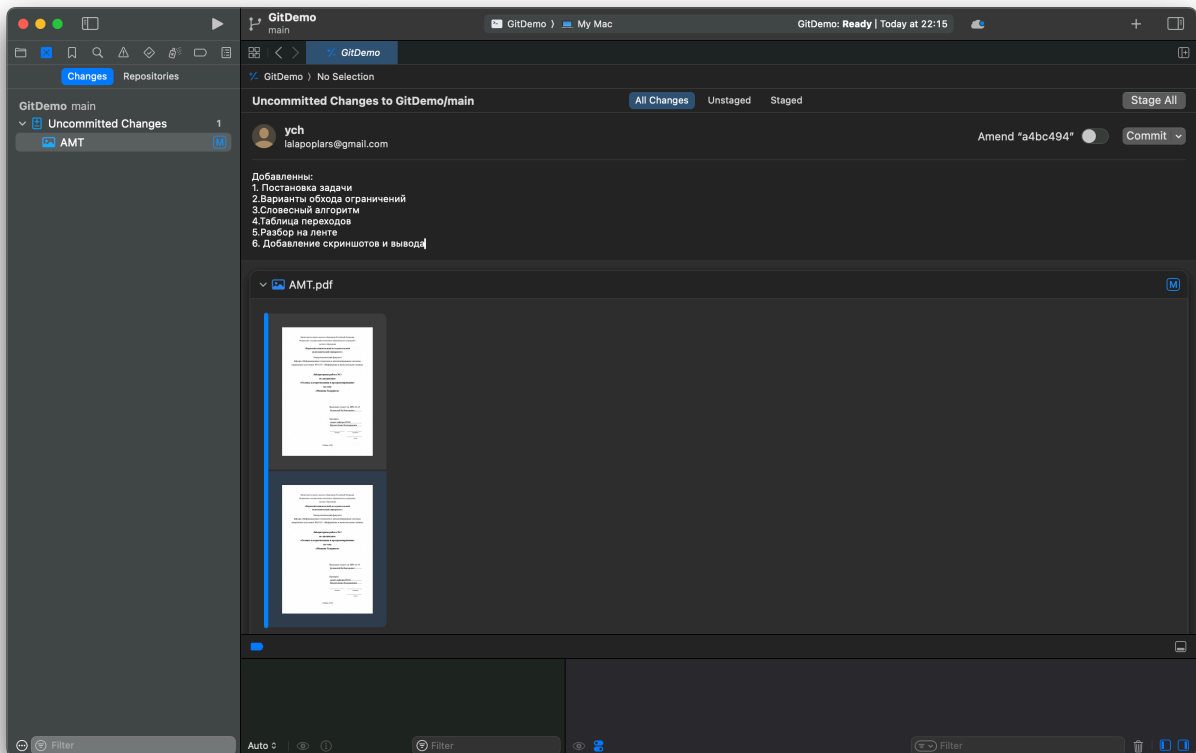 GitDemo
main
GitDemo 〉 My Mac
GitDemo: Ready | Today at 22:15
GitDemo
Changes
Repositories
GitDemo 〉 No Selection
GitDemo main
Uncommitted Changes 1
AMT M
Uncommitted Changes to GitDemo/main
All Changes
Unstaged
Staged
Stage All
ych
lalapoplars@gmail.com
Amend “a4bc494”
Commit
Добавленны:
1. Постановка задачи
2.Варианты обхода ограничений
3.Словесный алгоритм
4.Таблица переходов
5.Разбор на ленте
6. Добавление скриншотов и вывода
AMT.pdf M
Filter
Auto
Filter
Filter